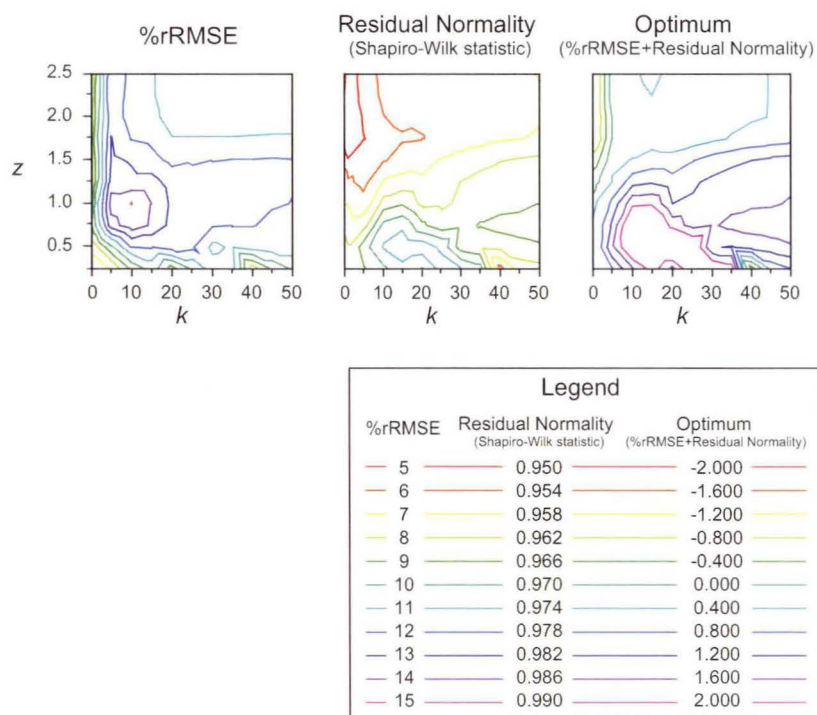 %rRMSE
Residual Normality
(Shapiro-Wilk statistic)
Optimum
(%rRMSE+Residual Normality)
2.5
2.0
1.5
z
1.0
0.5
0 10 20 30 40 50
k
0 10 20 30 40 50
k
0 10 20 30 40 50
k
Legend
%rRMSE
Residual Normality
(Shapiro-Wilk statistic)
Optimum
(%rRMSE+Residual Normality)
5 0.950 -2.000
6 0.954 -1.600
7 0.958 -1.200
8 0.962 -0.800
9 0.966 -0.400
10 0.970 0.000
11 0.974 0.400
12 0.978 0.800
13 0.982 1.200
14 0.986 1.600
15 0.990 2.000